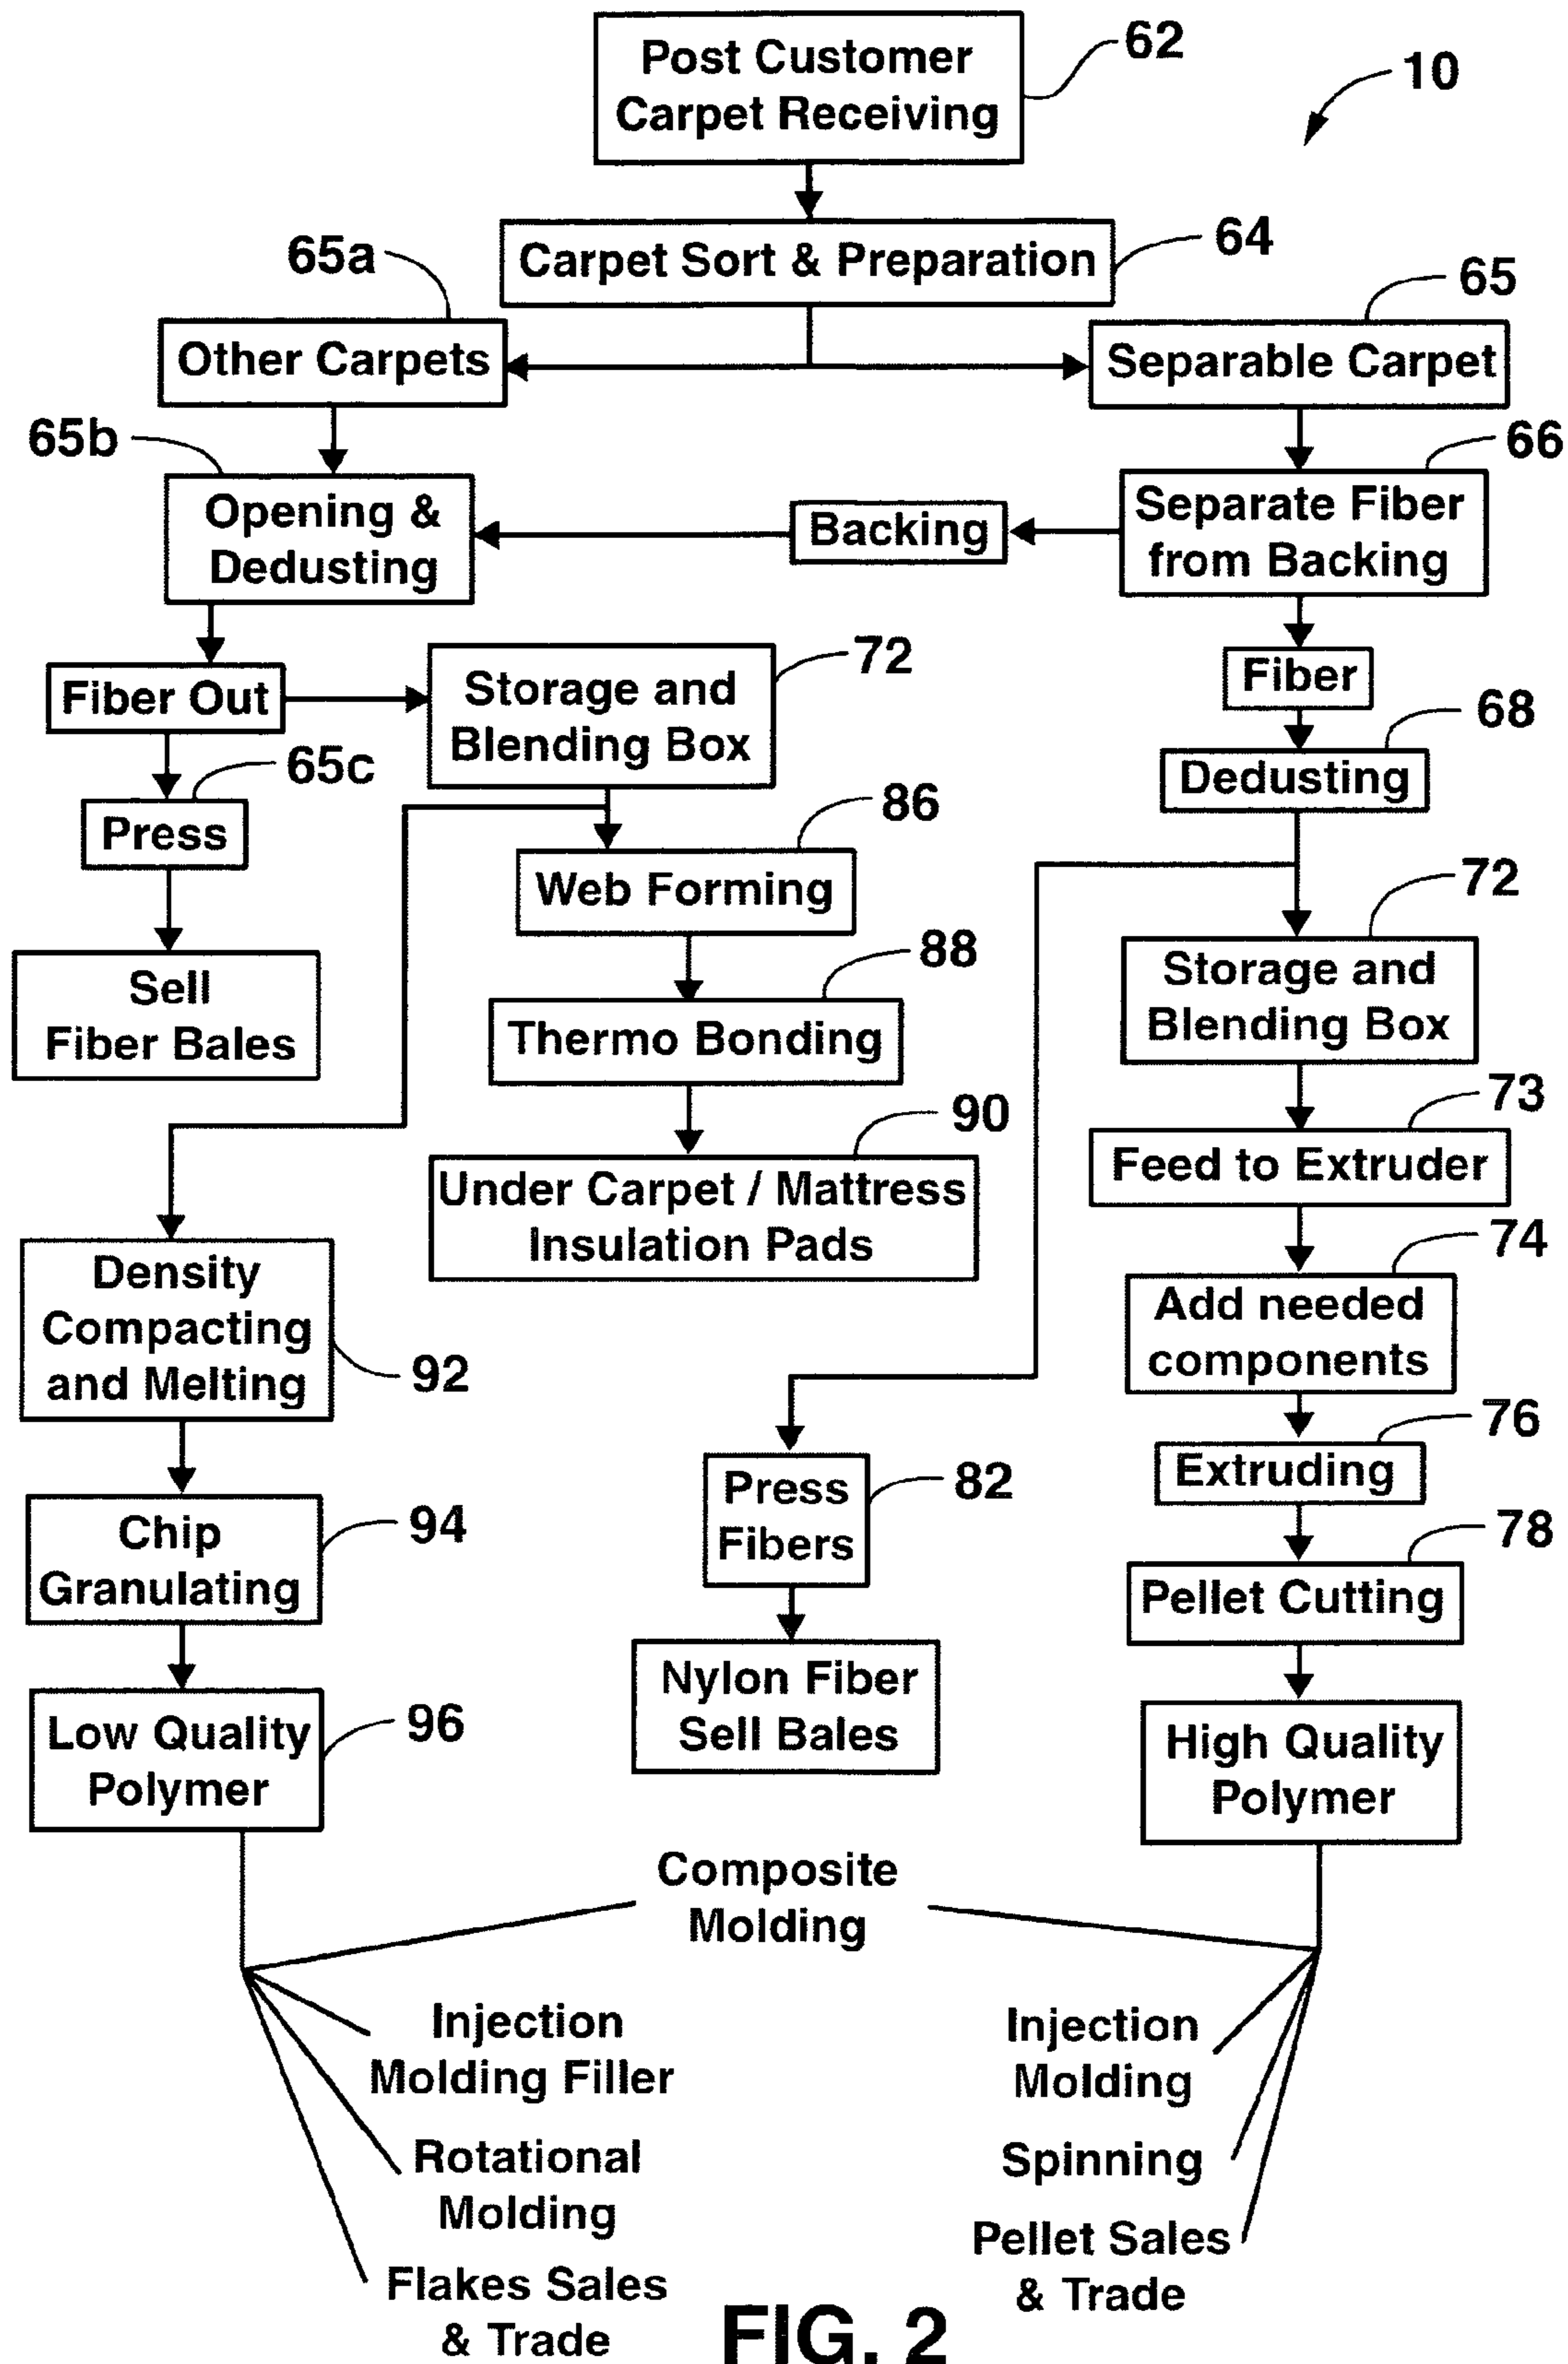 Post Customer
Carpet Receiving
62
10
Carpet Sort & Preparation
64
65a
65
Other Carpets
Separable Carpet
65b
66
Opening &
Dedusting
Backing
Separate Fiber
from Backing
Fiber Out
Storage and
Blending Box
72
Fiber
68
65c
Dedusting
Press
86
Web Forming
72
Sell
Fiber Bales
88
Storage and
Blending Box
Thermo Bonding
90
73
Under Carpet / Mattress
Insulation Pads
Feed to Extruder
74
Density
Compacting
and Melting
92
Add needed
components
76
Press
Fibers
82
Extruding
Chip
Granulating
94
78
Pellet Cutting
Nylon Fiber
Sell Bales
Low Quality
Polymer
96
High Quality
Polymer
Composite
Molding
Injection
Molding Filler
Rotational
Molding
Flakes Sales
& Trade
Injection
Molding
Spinning
Pellet Sales
& Trade
FIG. 2